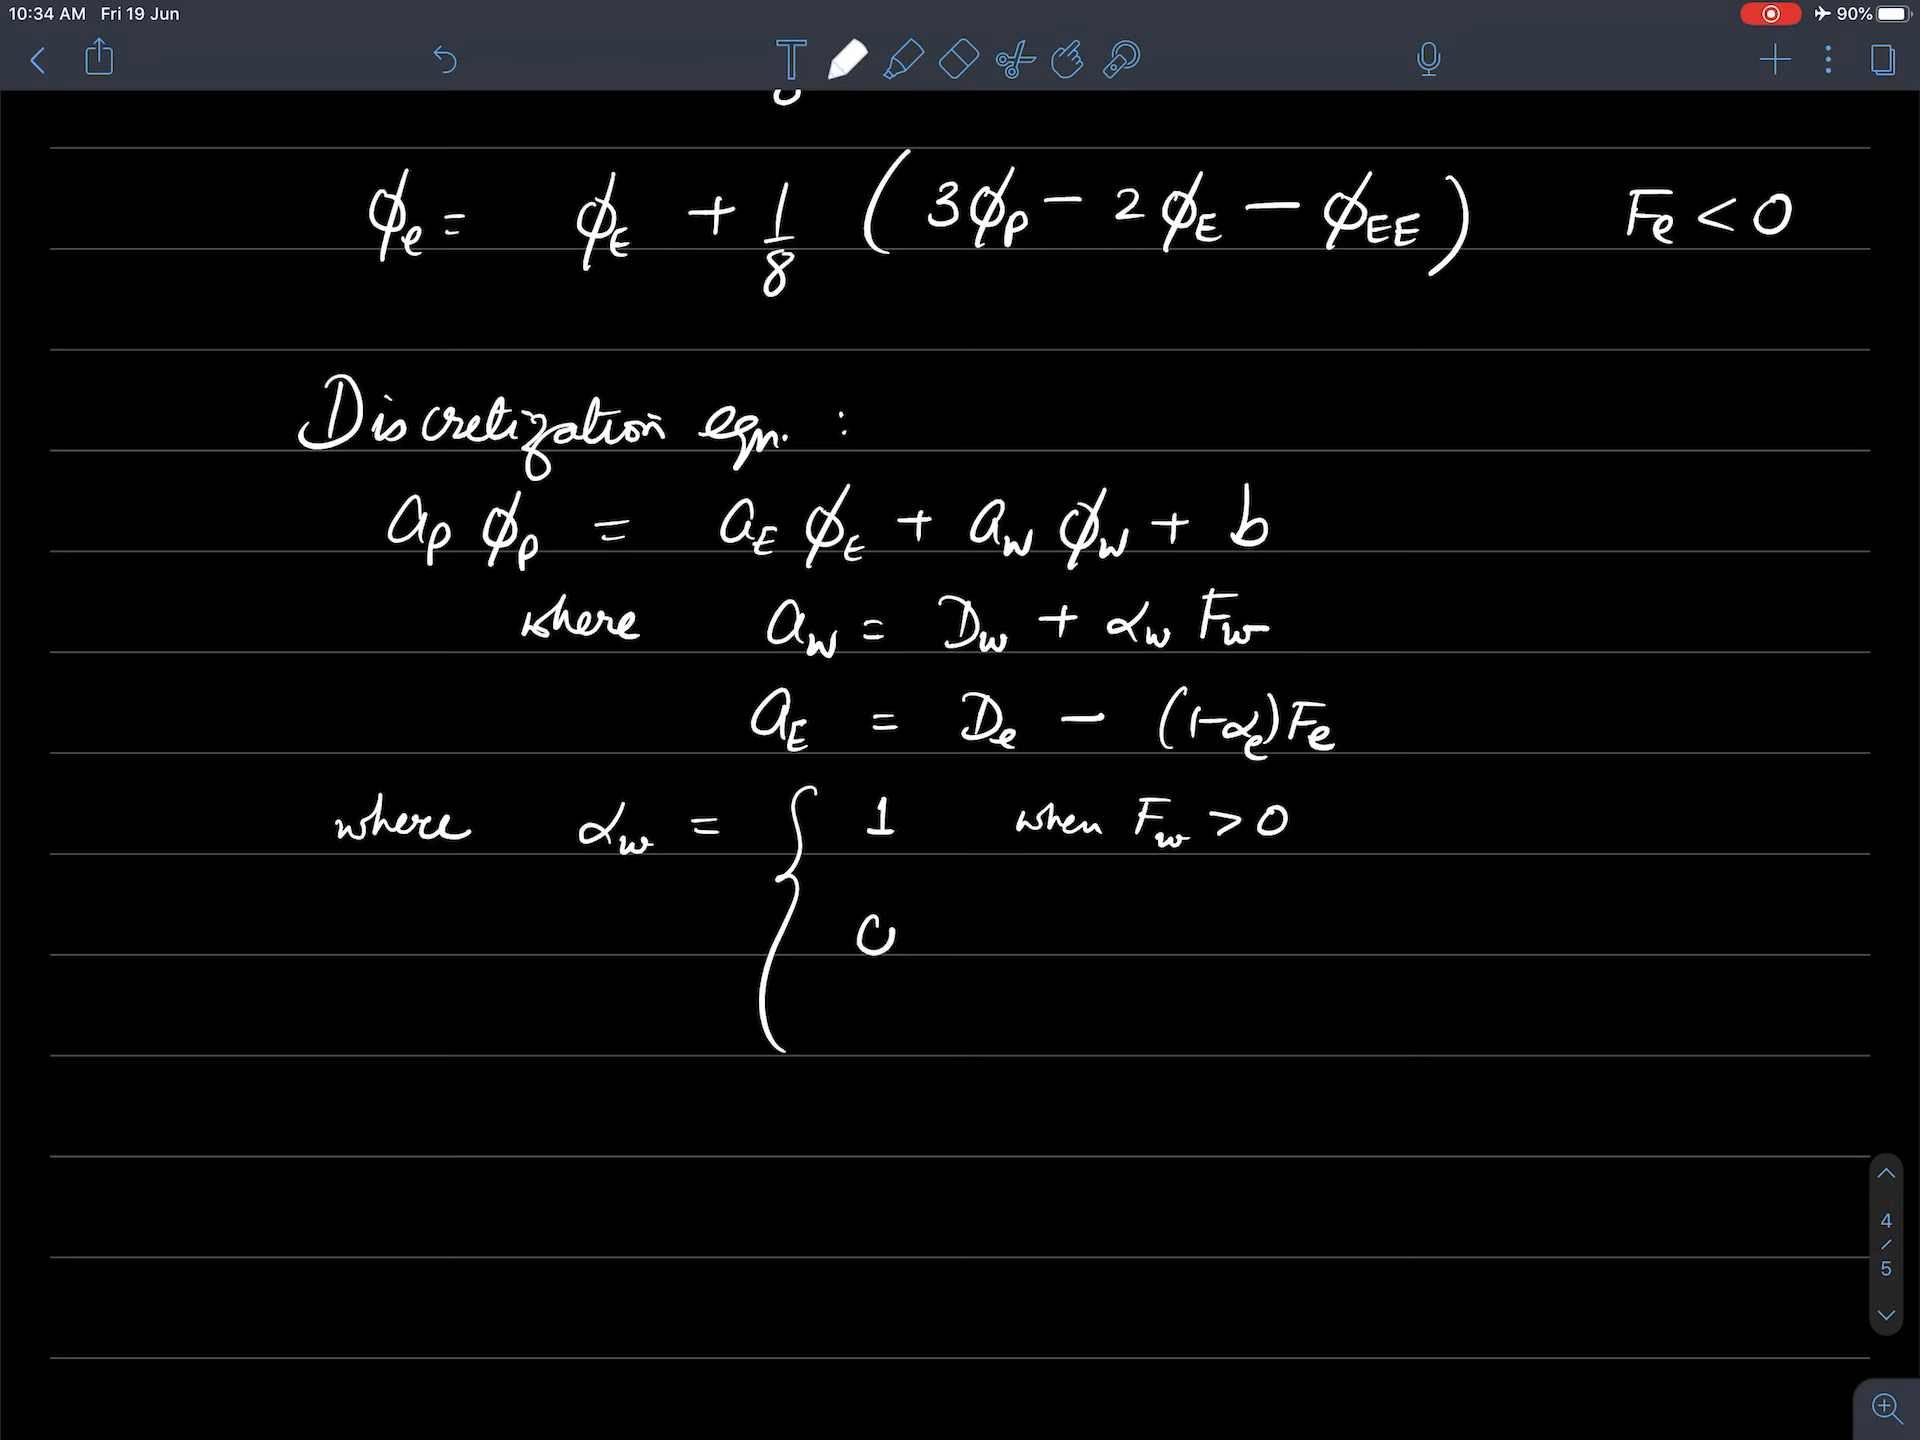 10:34 AM Fri 19 Jun
90%
ϕe = ϕE + 1/8 ( 3ϕP − 2ϕE − ϕEE ) Fe < 0
Discretization eqn. :
aP ϕP = aE ϕE + aW ϕW + b
where aW = Dw + αw Fw
aE = De − (1-αe)Fe
where αw = { 1 when Fw > 0
0
4
/
5